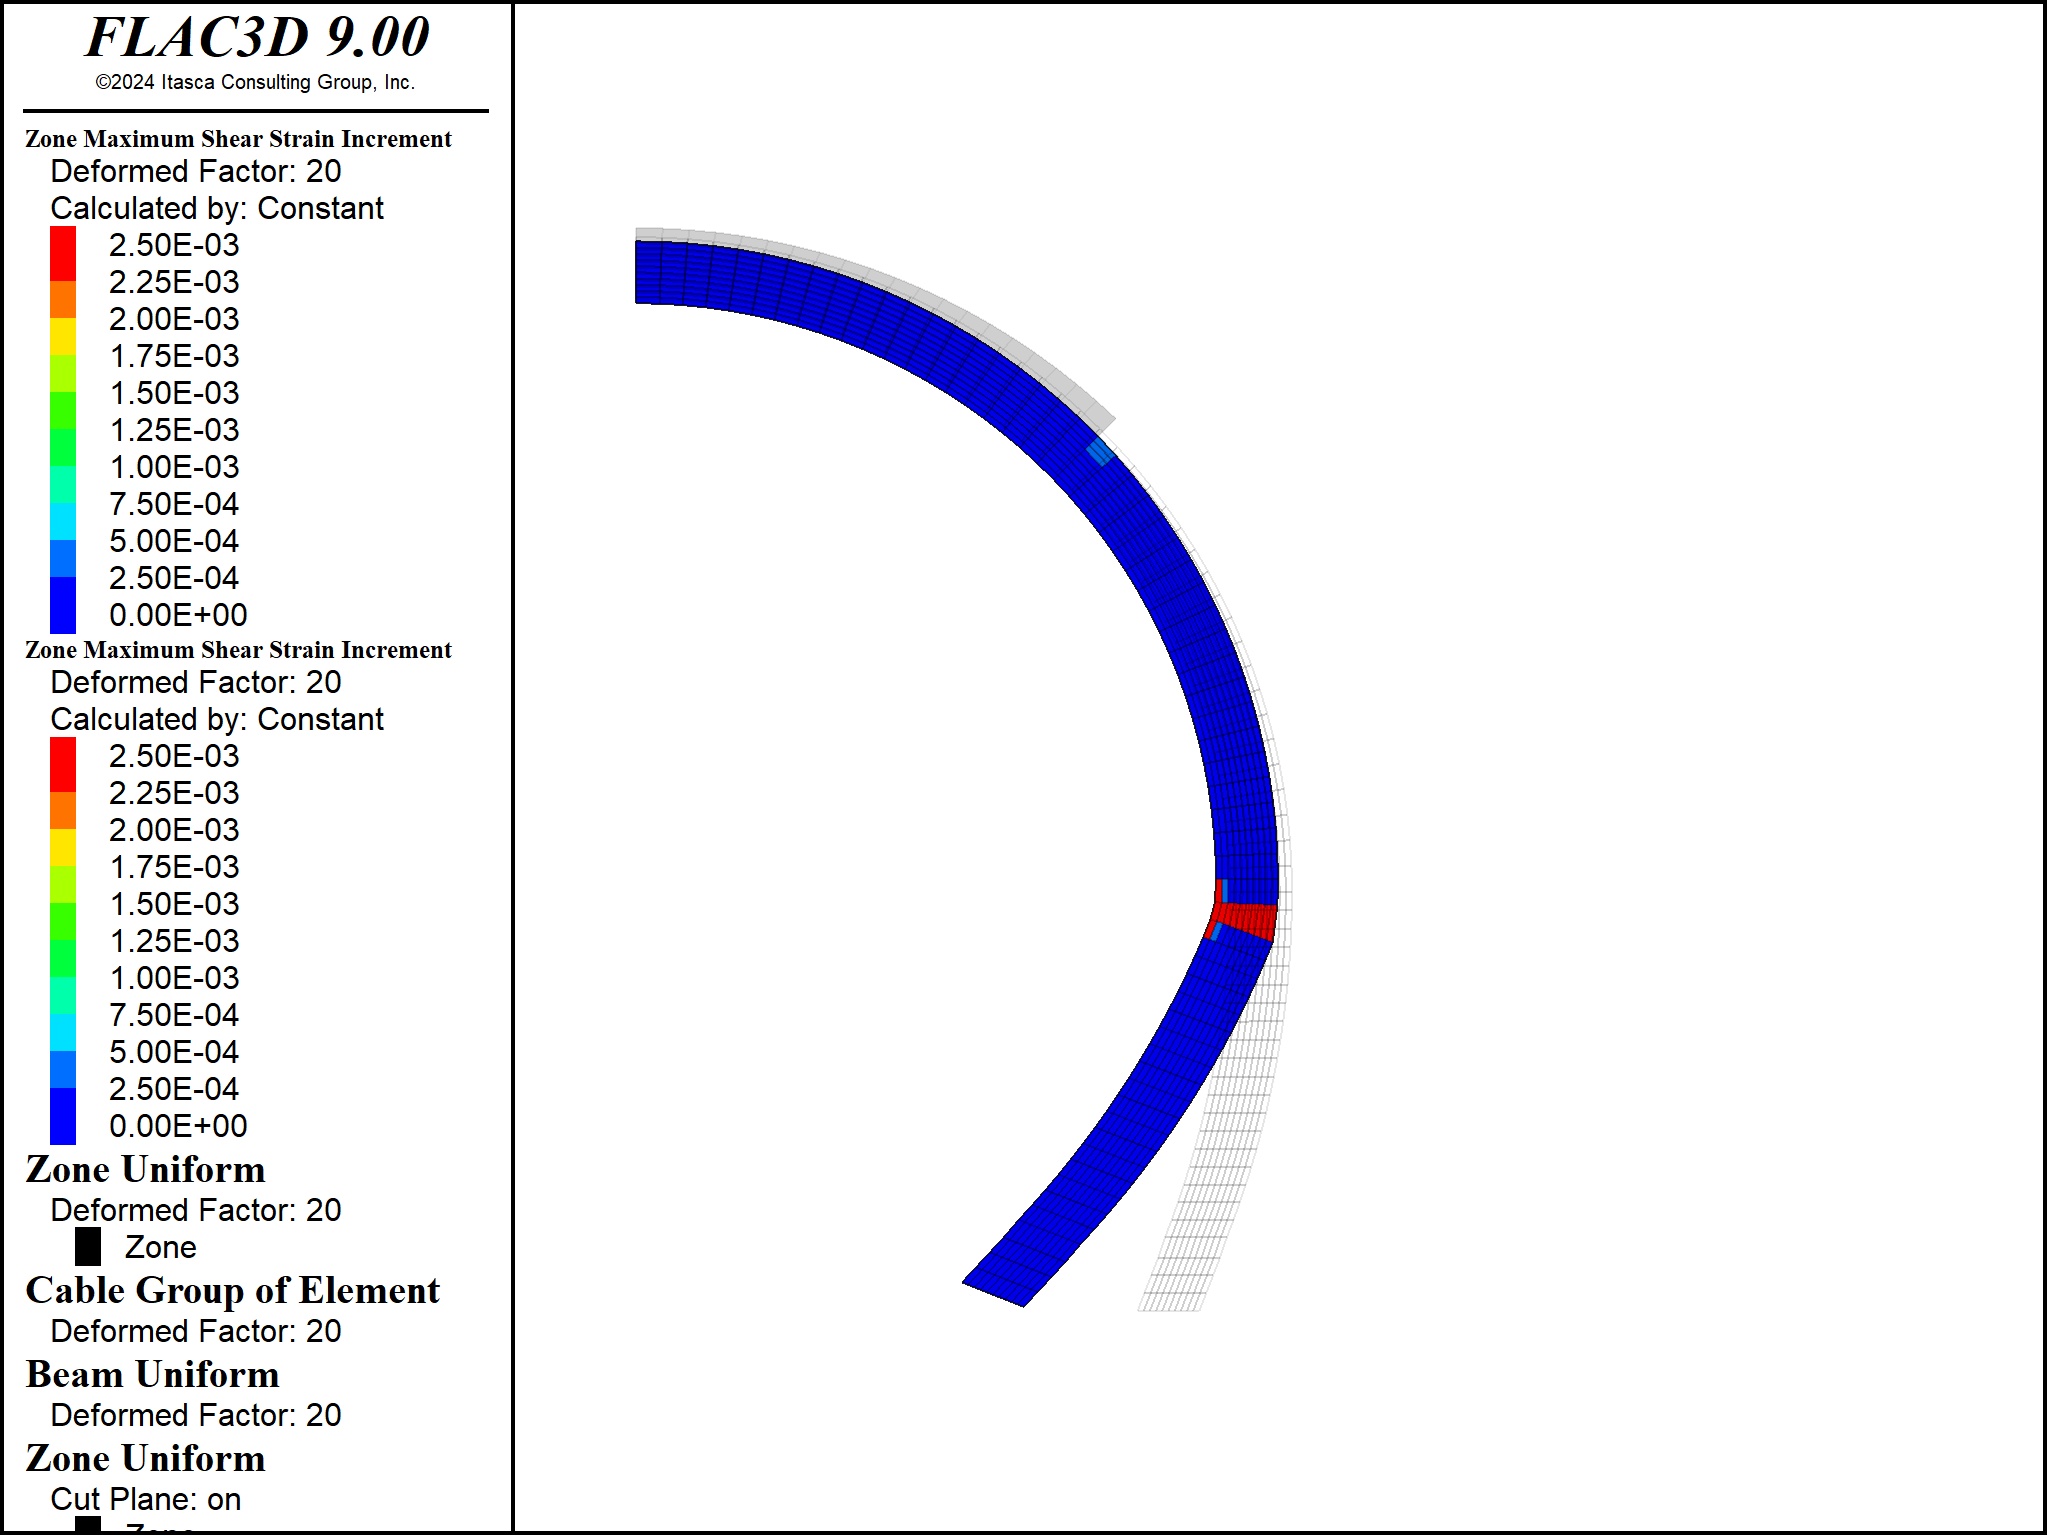 FLAC3D 9.00
©2024 Itasca Consulting Group, Inc.
Zone Maximum Shear Strain Increment
Deformed Factor: 20
Calculated by: Constant
2.50E-03
2.25E-03
2.00E-03
1.75E-03
1.50E-03
1.25E-03
1.00E-03
7.50E-04
5.00E-04
2.50E-04
0.00E+00
Zone Maximum Shear Strain Increment
Deformed Factor: 20
Calculated by: Constant
2.50E-03
2.25E-03
2.00E-03
1.75E-03
1.50E-03
1.25E-03
1.00E-03
7.50E-04
5.00E-04
2.50E-04
0.00E+00
Zone Uniform
Deformed Factor: 20
Zone
Cable Group of Element
Deformed Factor: 20
Beam Uniform
Deformed Factor: 20
Zone Uniform
Cut Plane: on